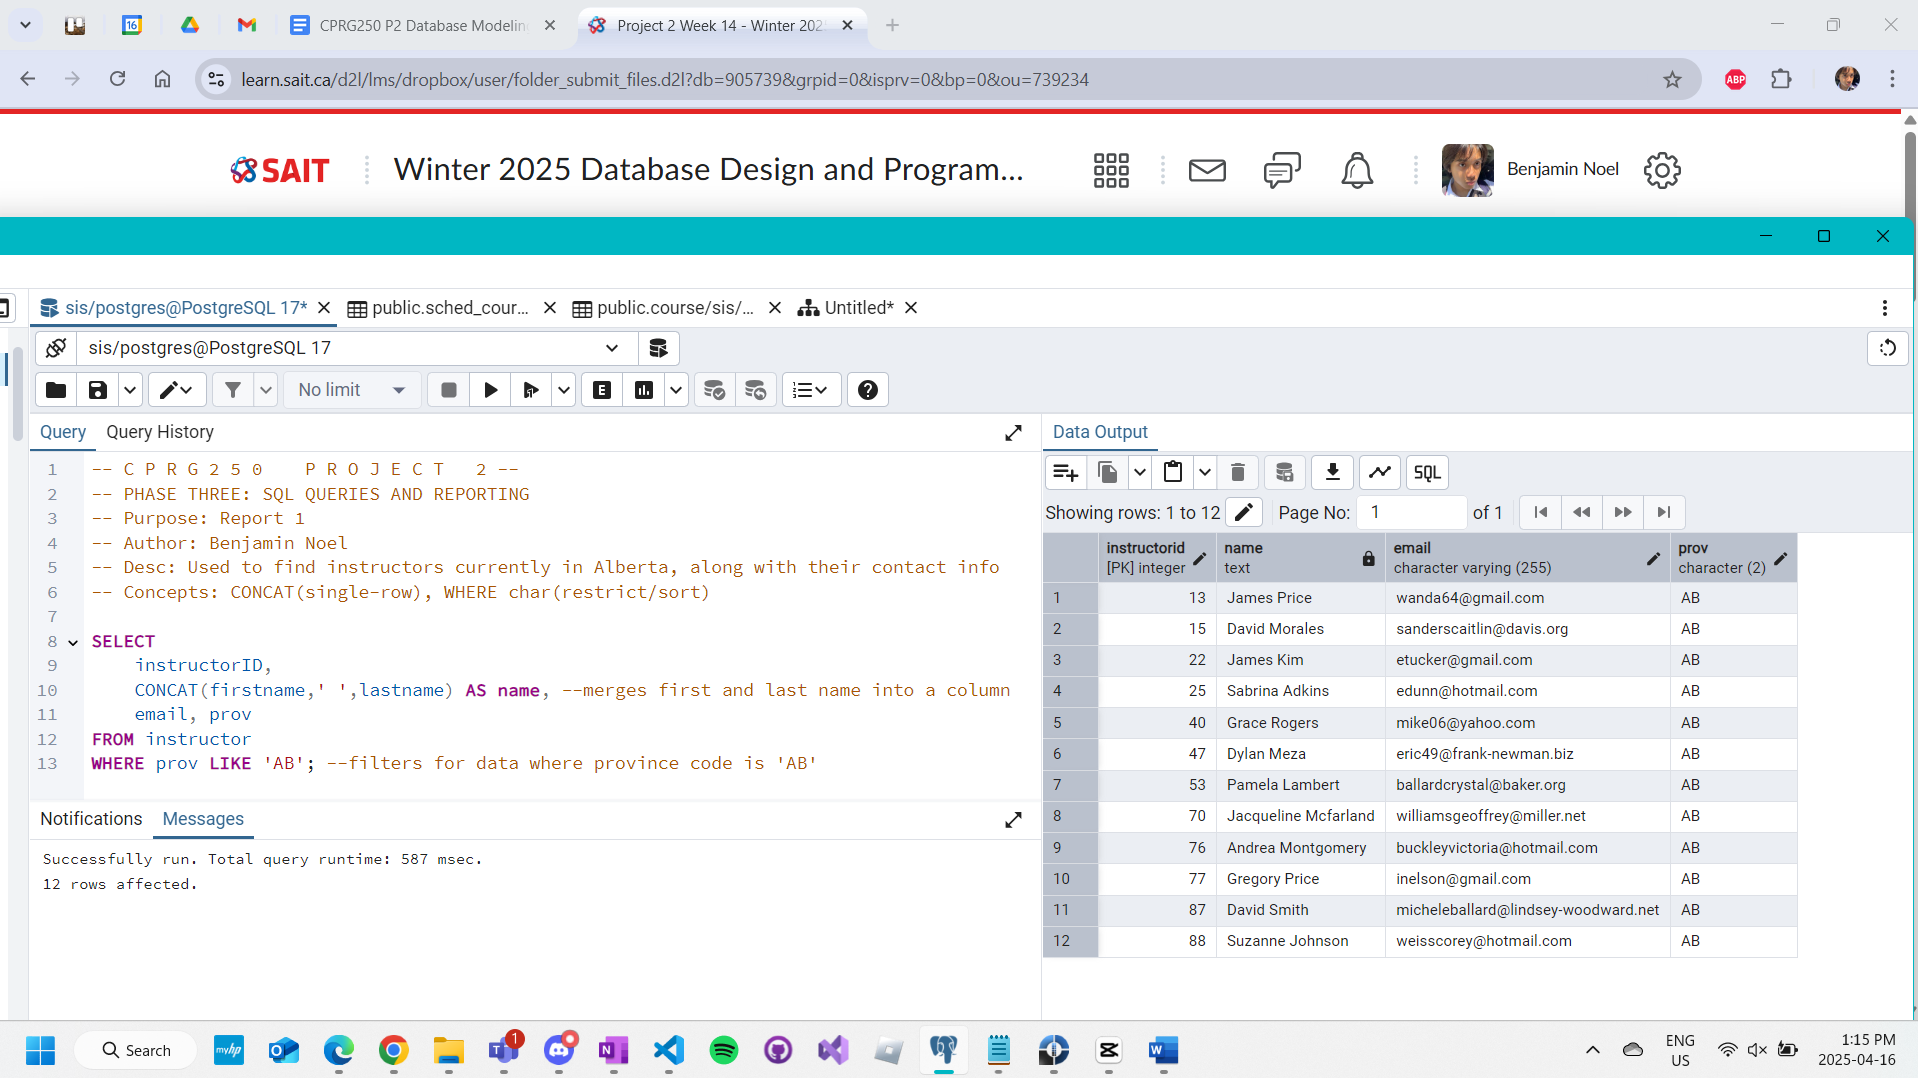 16
CPRG250 P2 Database Modelin
Project 2 Week 14 - Winter 202
learn.sait.ca/d2l/lms/dropbox/user/folder_submit_files.d2l?db=905739&grpid=0&isprv=0&bp=0&ou=739234
ABP
SAIT
Winter 2025 Database Design and Program...
Benjamin Noel
sis/postgres@PostgreSQL 17*
public.sched_cour...
public.course/sis/...
Untitled*
sis/postgres@PostgreSQL 17
No limit
E
Query
Query History
1 -- C P R G 2 5 0    P R O J E C T   2 --
2 -- PHASE THREE: SQL QUERIES AND REPORTING
3 -- Purpose: Report 1
4 -- Author: Benjamin Noel
5 -- Desc: Used to find instructors currently in Alberta, along with their contact info
6 -- Concepts: CONCAT(single-row), WHERE char(restrict/sort)
7
8 SELECT
9     instructorID,
10     CONCAT(firstname,' ',lastname) AS name, --merges first and last name into a column
11     email, prov
12 FROM instructor
13 WHERE prov LIKE 'AB'; --filters for data where province code is 'AB'
Notifications
Messages
Successfully run. Total query runtime: 587 msec.
12 rows affected.
Data Output
SQL
Showing rows: 1 to 12
Page No: 1 of 1
instructorid name email prov
[PK] integer text character varying (255) character (2)
1 13 James Price wanda64@gmail.com AB
2 15 David Morales sanderscaitlin@davis.org AB
3 22 James Kim etucker@gmail.com AB
4 25 Sabrina Adkins edunn@hotmail.com AB
5 40 Grace Rogers mike06@yahoo.com AB
6 47 Dylan Meza eric49@frank-newman.biz AB
7 53 Pamela Lambert ballardcrystal@baker.org AB
8 70 Jacqueline Mcfarland williamsgeoffrey@miller.net AB
9 76 Andrea Montgomery buckleyvictoria@hotmail.com AB
10 77 Gregory Price inelson@gmail.com AB
11 87 David Smith micheleballard@lindsey-woodward.net AB
12 88 Suzanne Johnson weisscorey@hotmail.com AB
Search
myhp
1
ENG
US
1:15 PM
2025-04-16